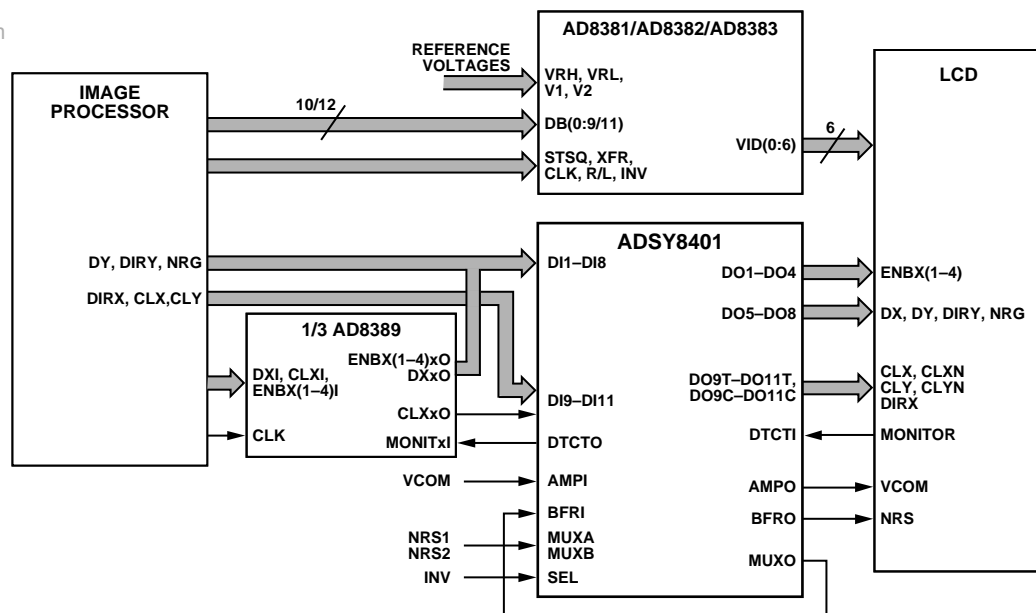 n
AD8381/AD8382/AD8383
REFERENCE
VOLTAGES
VRH, VRL,
V1, V2
IMAGE
PROCESSOR
LCD
10/12
DB(0:9/11)
6
VID(0:6)
STSQ, XFR,
CLK, R/L, INV
ADSY8401
DY, DIRY, NRG
DI1–DI8
DO1–DO4
ENBX(1–4)
DIRX, CLX,CLY
DO5–DO8
DX, DY, DIRY, NRG
1/3 AD8389
ENBX(1–4)xO
DXxO
DXI, CLXI,
ENBX(1–4)I
DI9–DI11
DO9T–DO11T,
DO9C–DO11C
CLX, CLXN
CLY, CLYN
DIRX
CLXxO
CLK
MONITxI
DTCTO
DTCTI
MONITOR
VCOM
AMPI
AMPO
VCOM
BFRI
BFRO
NRS
NRS1
NRS2
MUXA
MUXB
MUXO
INV
SEL